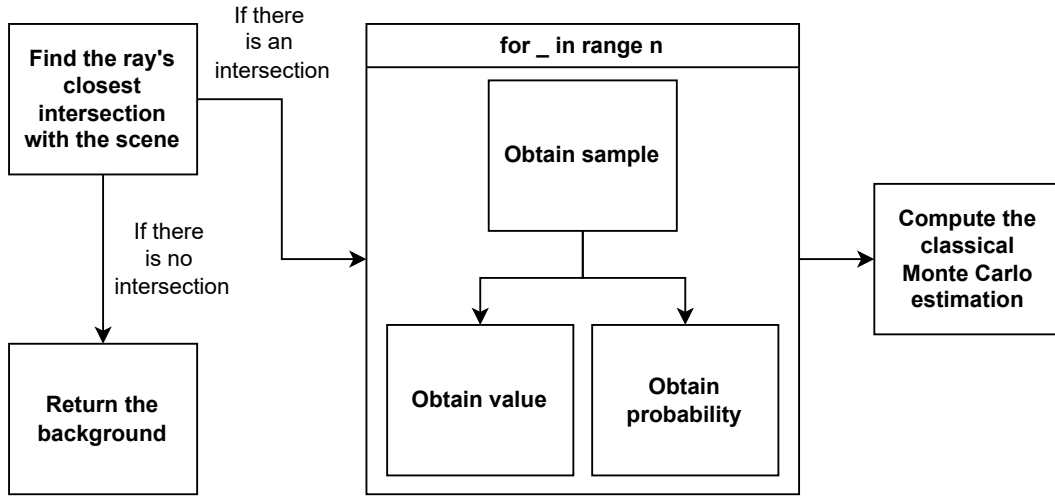 Find the ray's
closest
intersection
with the scene
If there
is an
intersection
If there
is no
intersection
Return the
background
for _ in range n
Obtain sample
Obtain value
Obtain
probability
Compute the
classical
Monte Carlo
estimation